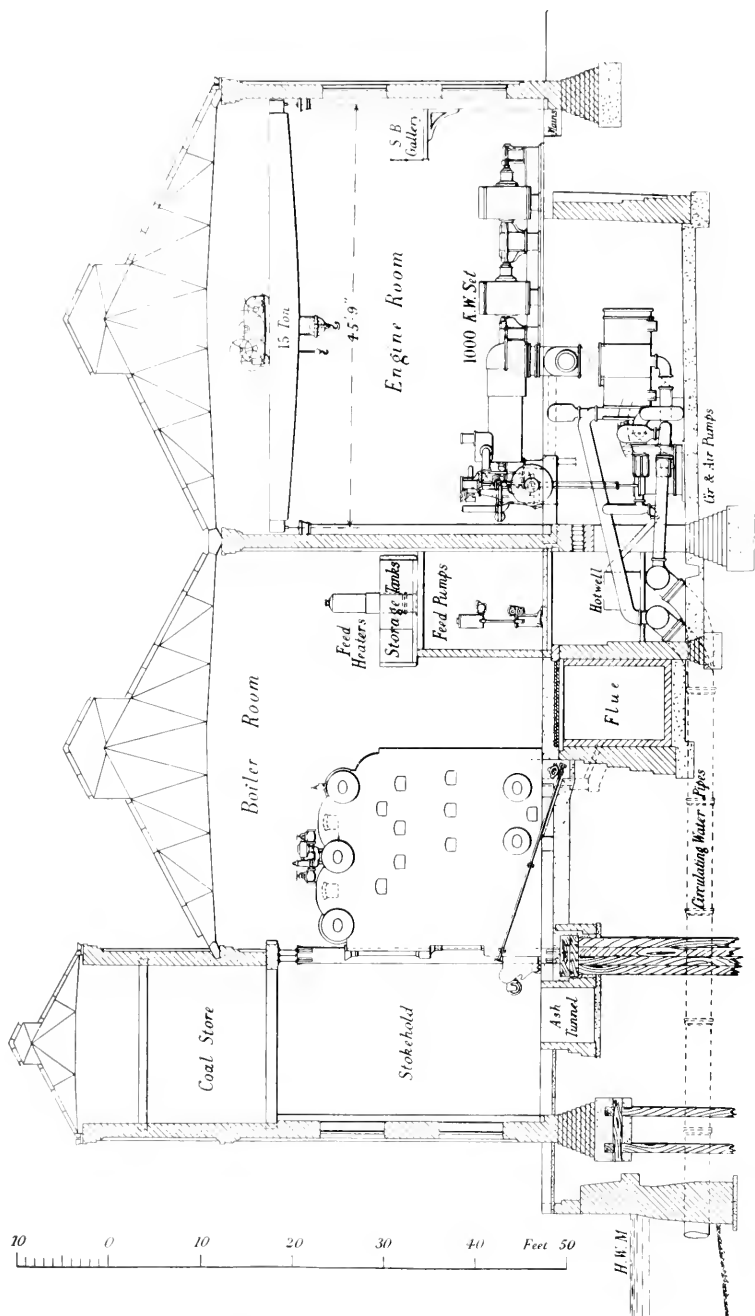 Coal Store
Stokehold
Ash
Tunnel
H.W.M
Boiler Room
Feed
Heaters
Storage Tanks
Feed Pumps
Flue
Circulating Water Pipes
Hotwell
15 Ton
45'-9"
Engine Room
S B
Gallery
1000 K.W. Set
Mains
Cir & Air Pumps
10 0 10 20 30 40 Feet 50